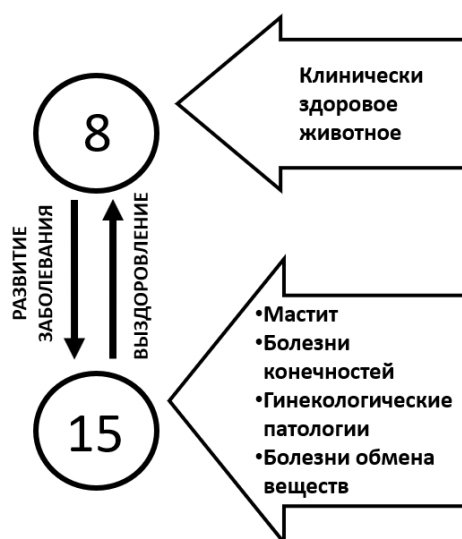 Клинически
здоровое
животное
8
РАЗВИТИЕ
ЗАБОЛЕВАНИЯ
ВЫЗДОРОВЛЕНИЕ
•Мастит
•Болезни
конечностей
•Гинекологические
патологии
•Болезни обмена
веществ
15